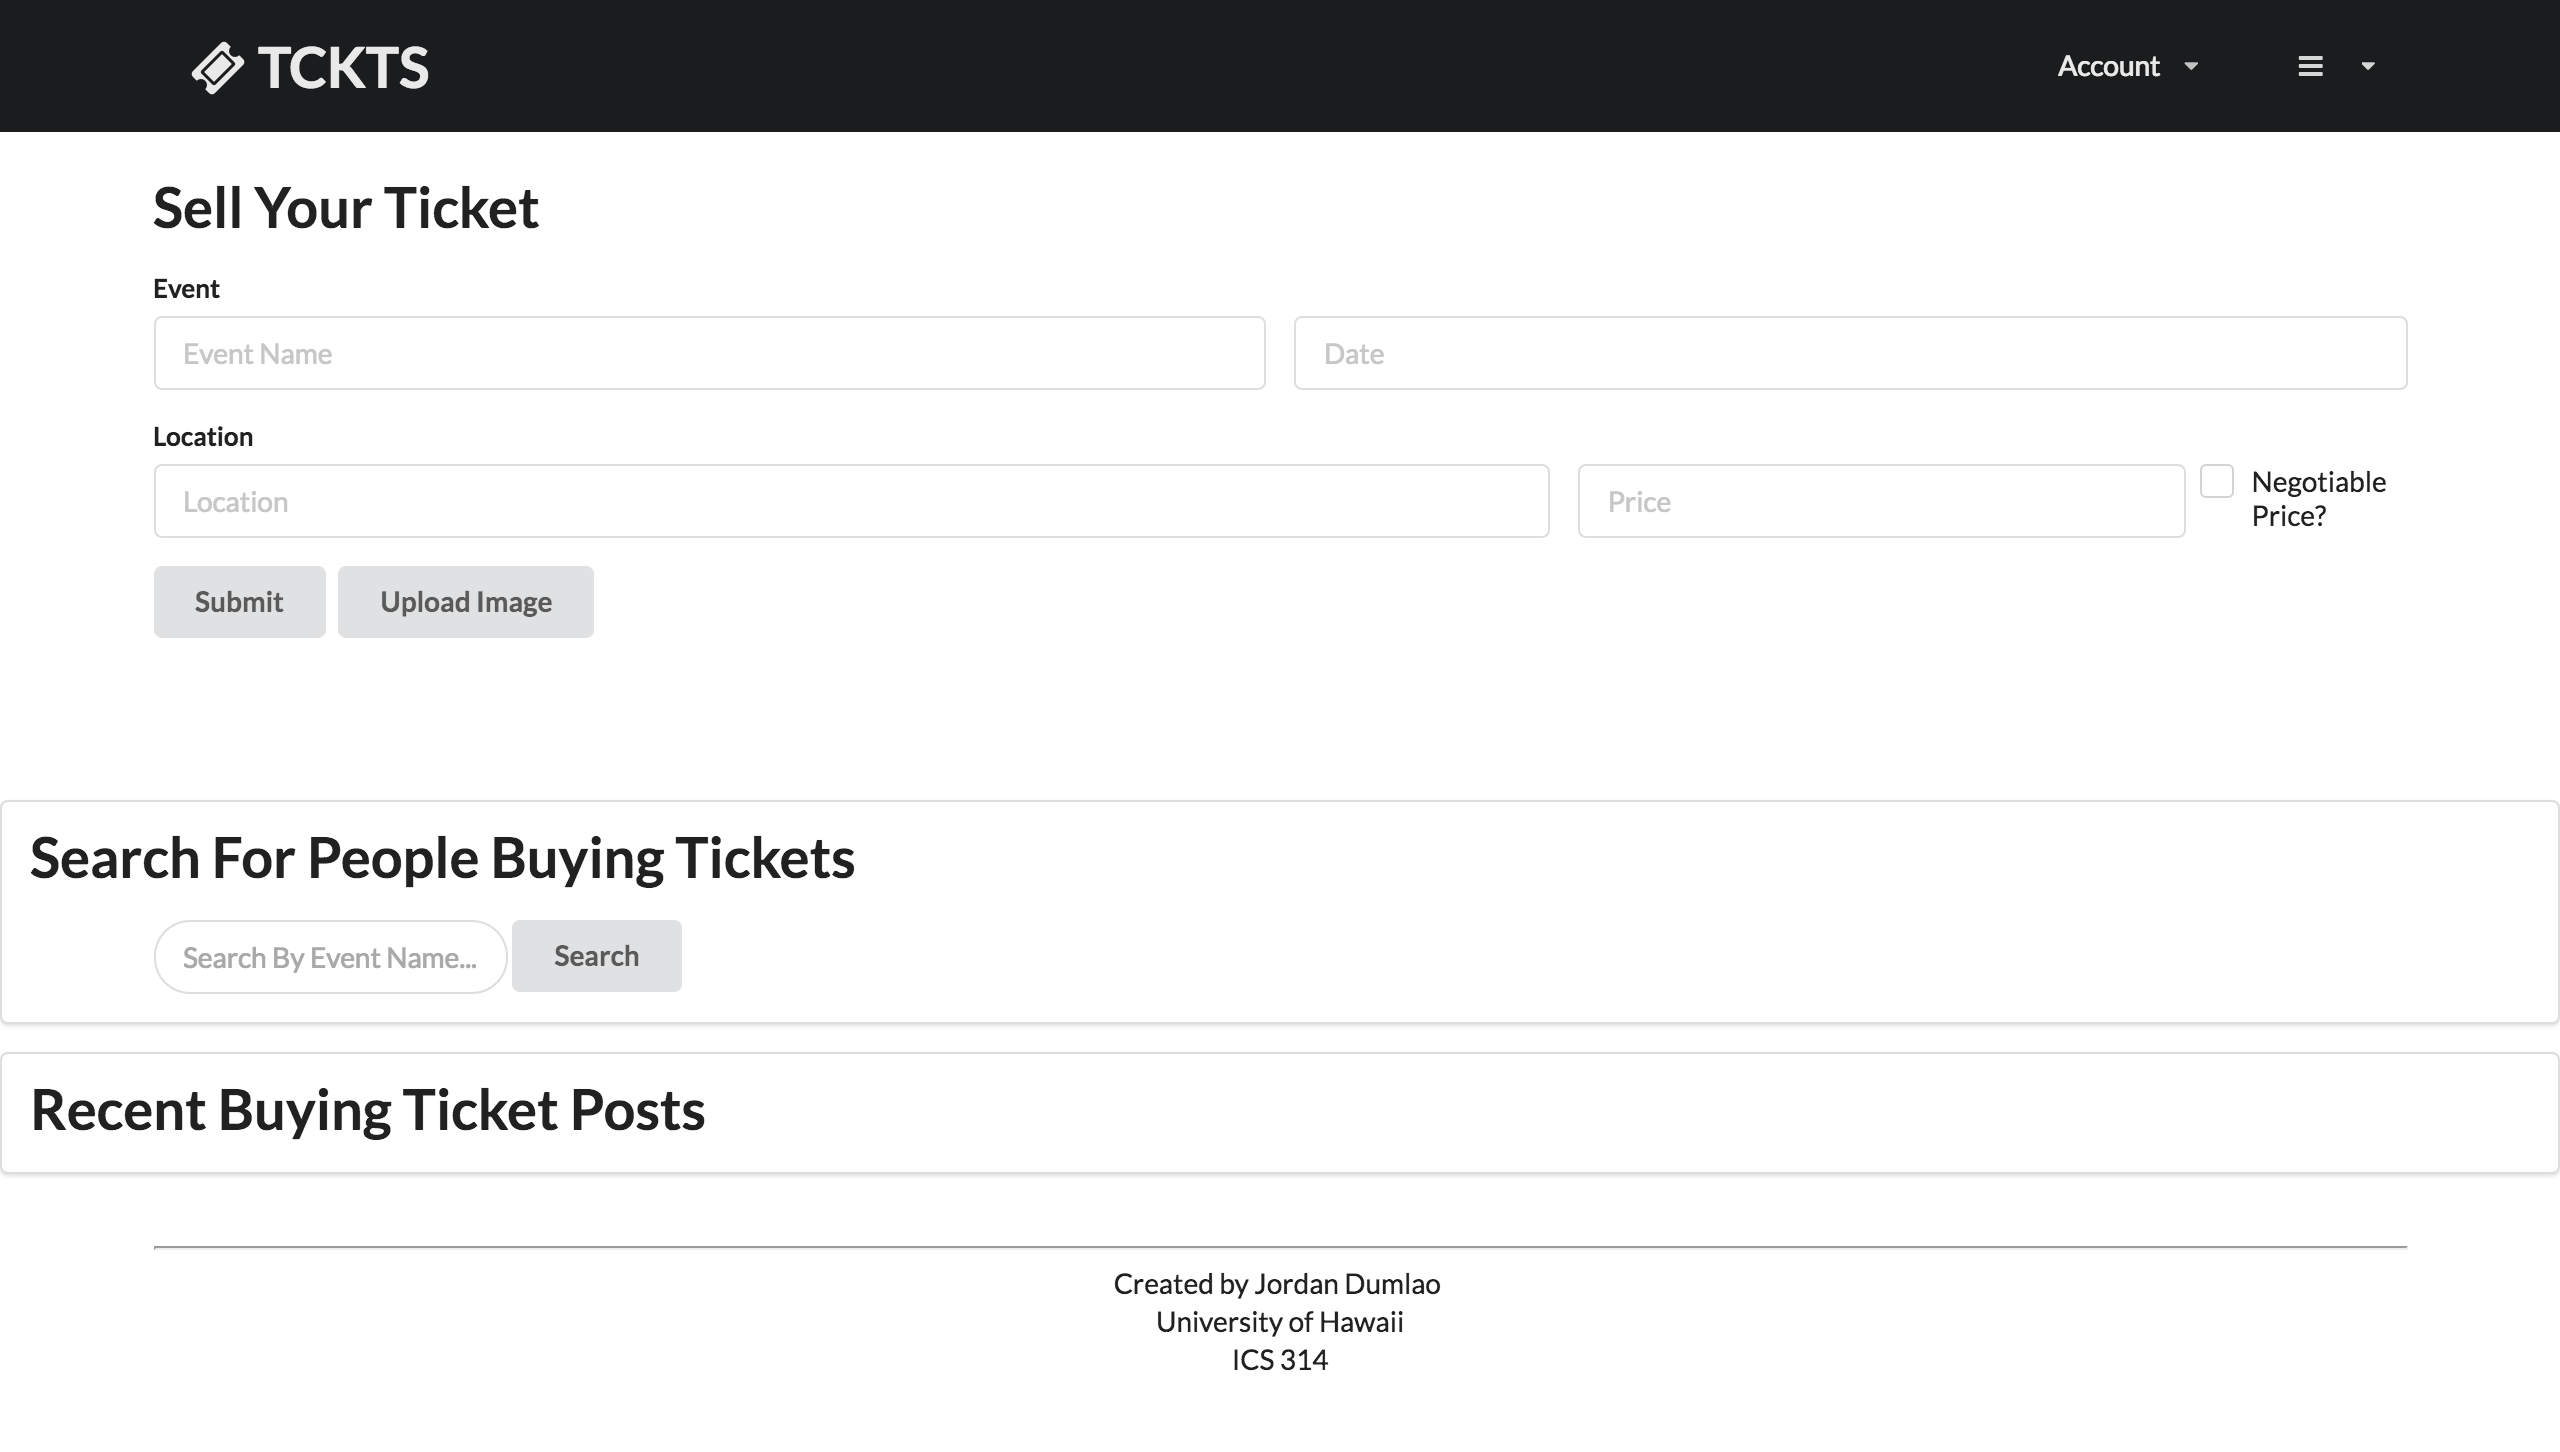 TCKTS
Account
Sell Your Ticket
Event
Event Name
Date
Location
Location
Price
Negotiable
Price?
Submit
Upload Image
Search For People Buying Tickets
Search By Event Name...
Search
Recent Buying Ticket Posts
Created by Jordan Dumlao
University of Hawaii
ICS 314